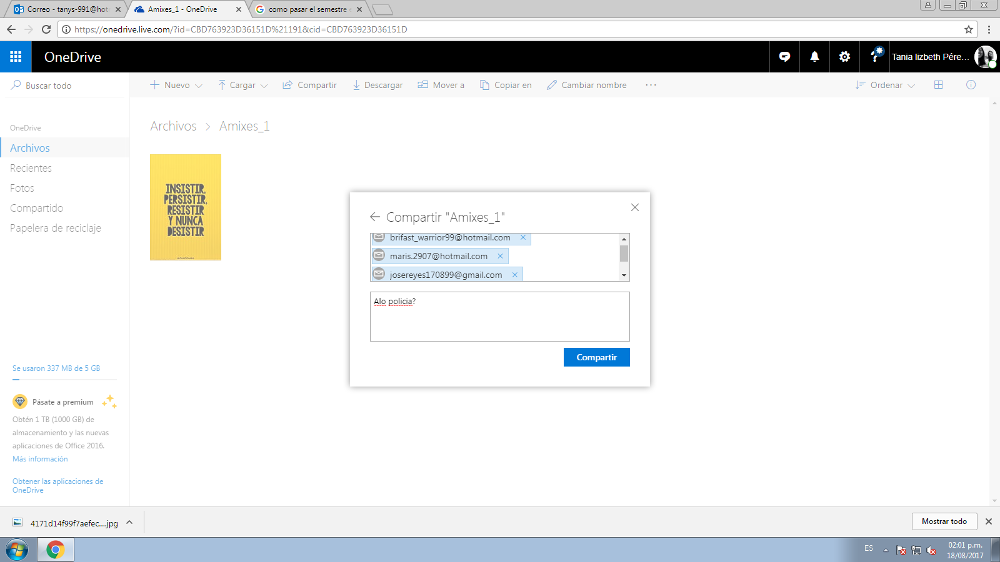 Correo - tanys-991@hot
Amixes_1 - OneDrive
como pasar el semestre
https://onedrive.live.com/?id=CBD763923D36151D%21191&cid=CBD763923D36151D
OneDrive
Tania lizbeth Pére...
Buscar todo
Nuevo
Cargar
Compartir
Descargar
Mover a
Copiar en
Cambiar nombre
...
Ordenar
OneDrive
Archivos
Recientes
Fotos
Compartido
Papelera de reciclaje
Archivos > Amixes_1
INSISTIR,
PERSISTIR,
RESISTIR
Y NUNCA
DESISTIR
Compartir "Amixes_1"
brifast_warrior99@hotmail.com
maris.2907@hotmail.com
josereyes170899@gmail.com
Alo policia?
Compartir
Se usaron 337 MB de 5 GB
Pásate a premium
Obtén 1 TB (1000 GB) de
almacenamiento y las nuevas
aplicaciones de Office 2016.
Más información
Obtener las aplicaciones de
OneDrive
4171d14f99f7aefec....jpg
Mostrar todo
ES
02:01 p.m.
18/08/2017